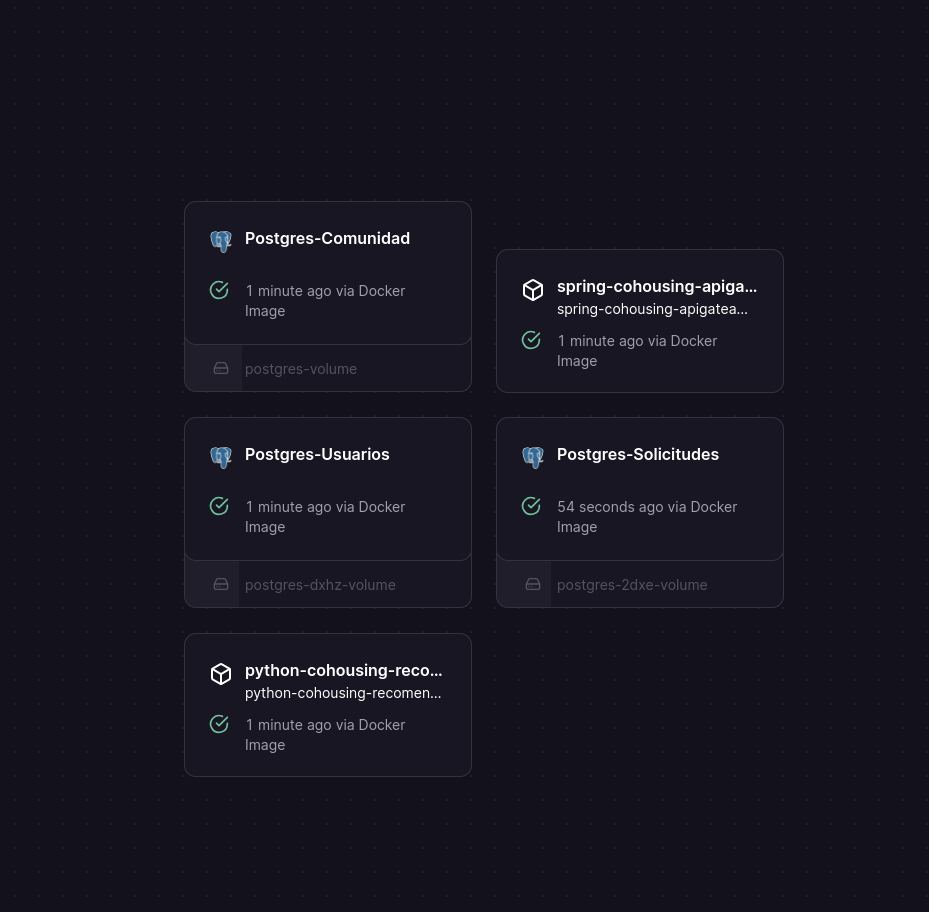 Postgres-Comunidad
1 minute ago via Docker
Image
postgres-volume
spring-cohousing-apiga...
spring-cohousing-apigatea...
1 minute ago via Docker
Image
Postgres-Usuarios
1 minute ago via Docker
Image
postgres-dxhz-volume
Postgres-Solicitudes
54 seconds ago via Docker
Image
postgres-2dxe-volume
python-cohousing-reco...
python-cohousing-recomen...
1 minute ago via Docker
Image